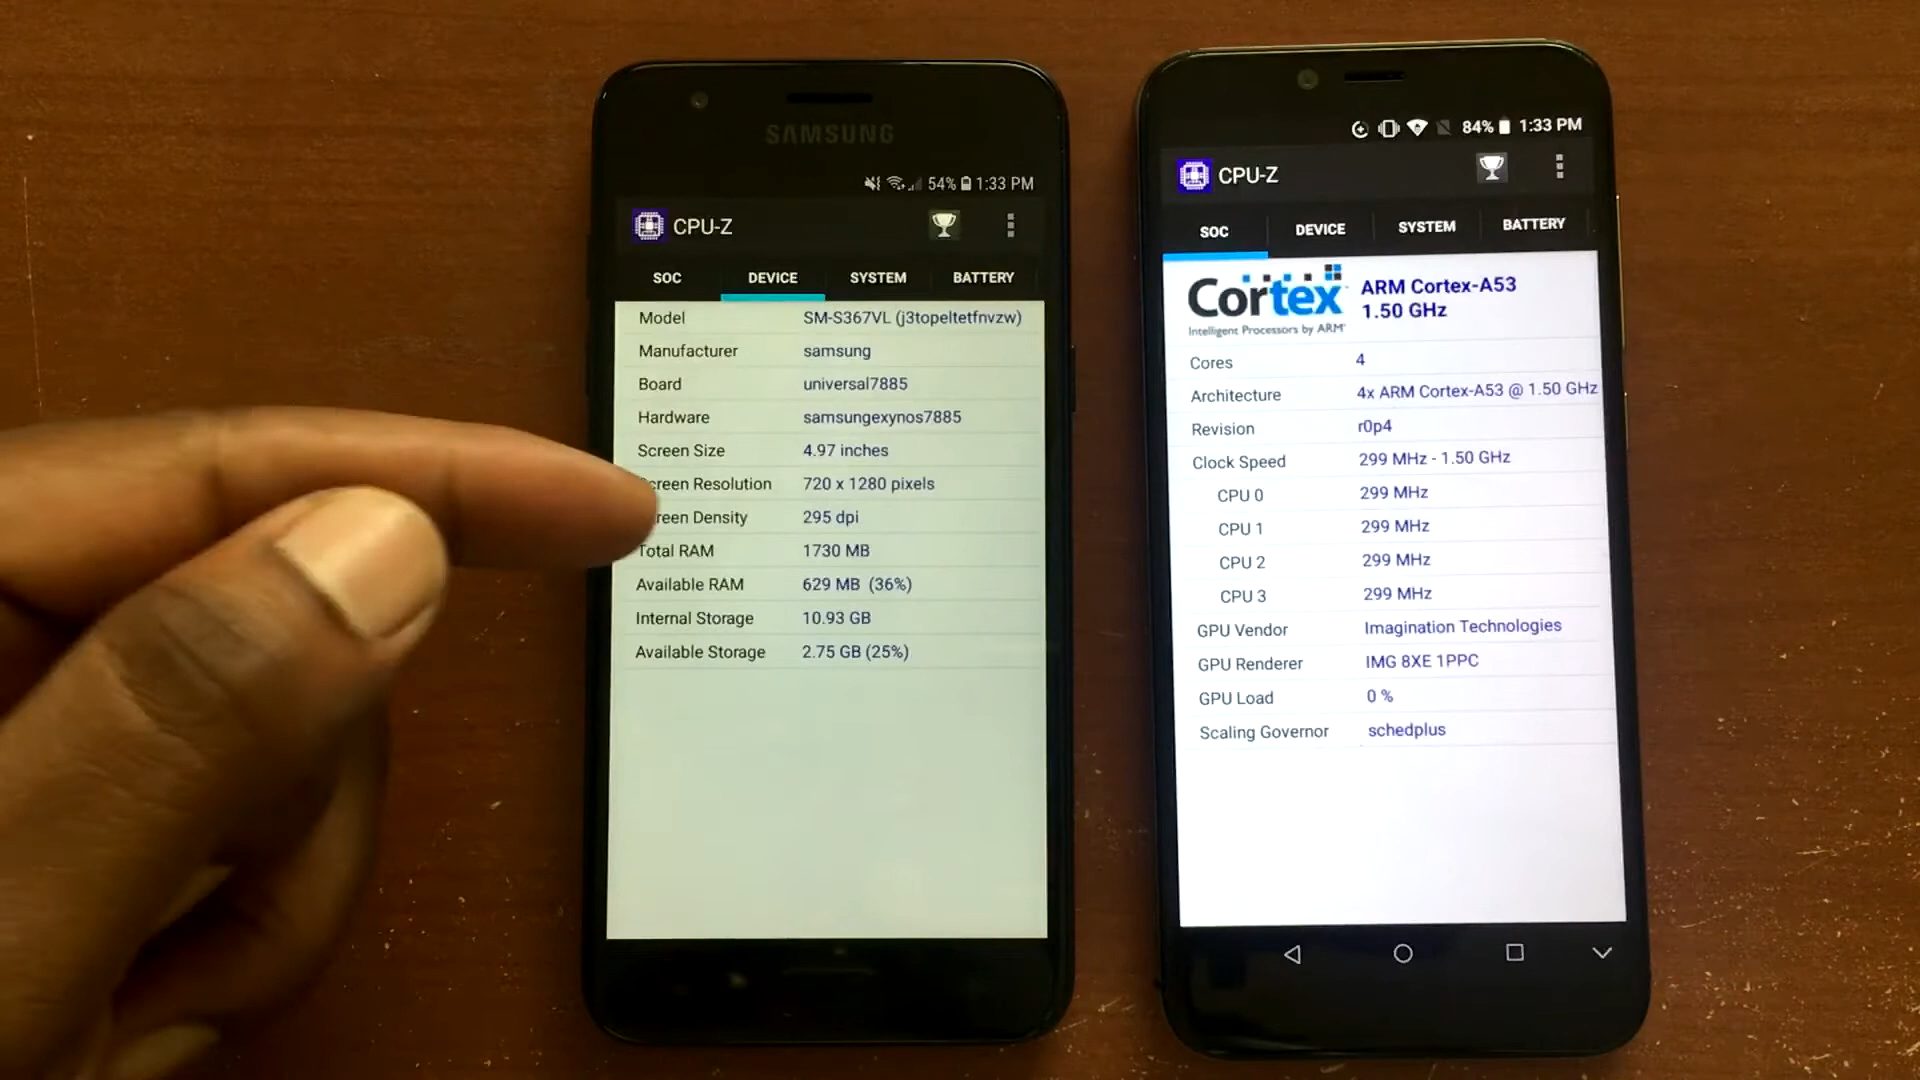 SAMSUNG
54% 1:33 PM
CPU-Z
SOC DEVICE SYSTEM BATTERY
Model SM-S367VL (j3topeltetfnvzw)
Manufacturer samsung
Board universal7885
Hardware samsungexynos7885
Screen Size 4.97 inches
creen Resolution 720 x 1280 pixels
reen Density 295 dpi
Total RAM 1730 MB
Available RAM 629 MB (36%)
Internal Storage 10.93 GB
Available Storage 2.75 GB (25%)
84% 1:33 PM
CPU-Z
SOC DEVICE SYSTEM BATTERY
Cortex
Intelligent Processors by ARM
ARM Cortex-A53
1.50 GHz
Cores 4
Architecture 4x ARM Cortex-A53 @ 1.50 GHz
Revision r0p4
Clock Speed 299 MHz - 1.50 GHz
CPU 0 299 MHz
CPU 1 299 MHz
CPU 2 299 MHz
CPU 3 299 MHz
GPU Vendor Imagination Technologies
GPU Renderer IMG 8XE 1PPC
GPU Load 0 %
Scaling Governor schedplus